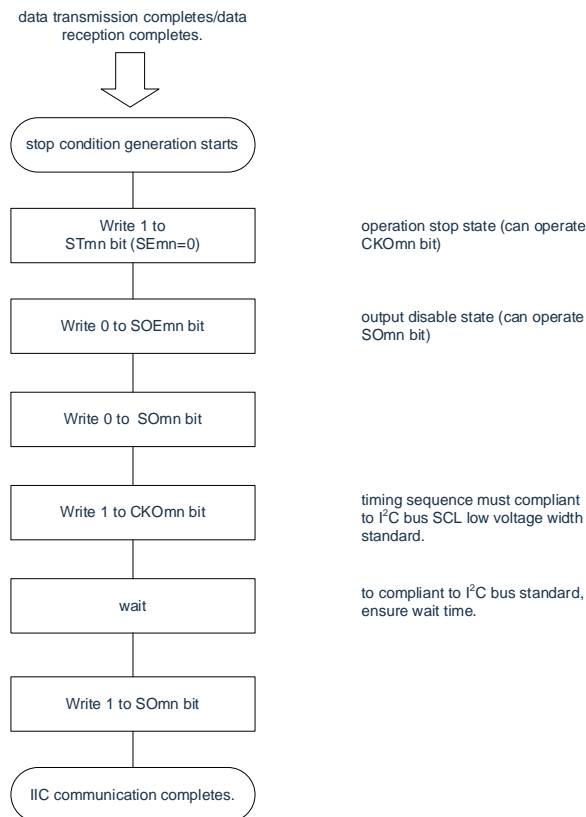 data transmission completes/data
reception completes.
stop condition generation starts
Write 1 to
STmn bit (SEmn=0)
operation stop state (can operate
CKOmn bit)
Write 0 to SOEmn bit
output disable state (can operate
SOmn bit)
Write 0 to SOmn bit
Write 1 to CKOmn bit
timing sequence must compliant
to I²C bus SCL low voltage width
standard.
wait
to compliant to I²C bus standard,
ensure wait time.
Write 1 to SOmn bit
IIC communication completes.